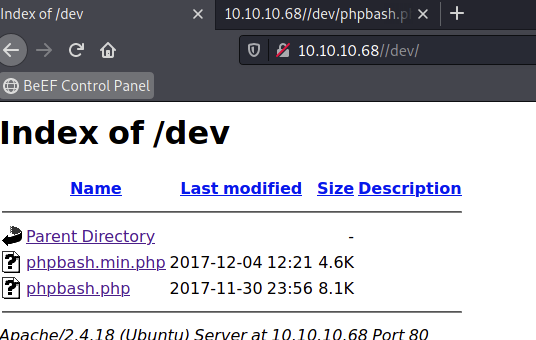 Index of /dev
10.10.10.68//dev/phpbash.p
10.10.10.68//dev/
BeEF Control Panel
Index of /dev
Name Last modified Size Description
Parent Directory -
phpbash.min.php 2017-12-04 12:21 4.6K
phpbash.php 2017-11-30 23:56 8.1K
Apache/2.4.18 (Ubuntu) Server at 10.10.10.68 Port 80